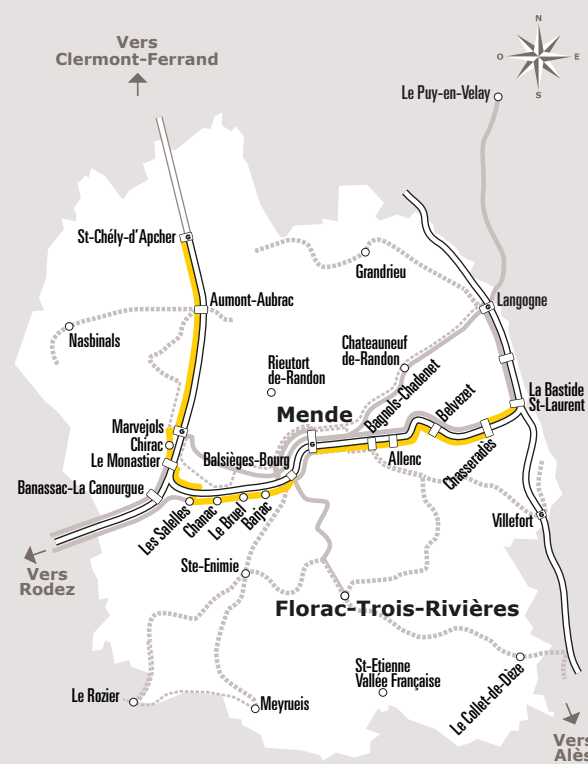 N
O
E
S
Vers
Clermont-Ferrand
Le Puy-en-Velay
St-Chély-d'Apcher
Grandrieu
Aumont-Aubrac
Langogne
Nasbinals
Chateauneuf
de-Randon
Rieutort
de-Randon
Bagnols-Chadenet
Belvezet
La Bastide
St-Laurent
Mende
Marvejols
Chirac
Le Monastier
Balsièges-Bourg
Allenc
Chasseradès
Banassac-La Canourgue
Les Salelles
Chanac
Le Bruel
Barjac
Villefort
Vers
Rodez
Ste-Enimie
Florac-Trois-Rivières
St-Etienne
Vallée Française
Le Collet-de-Dèze
Le Rozier
Meyrueis
Vers
Alès